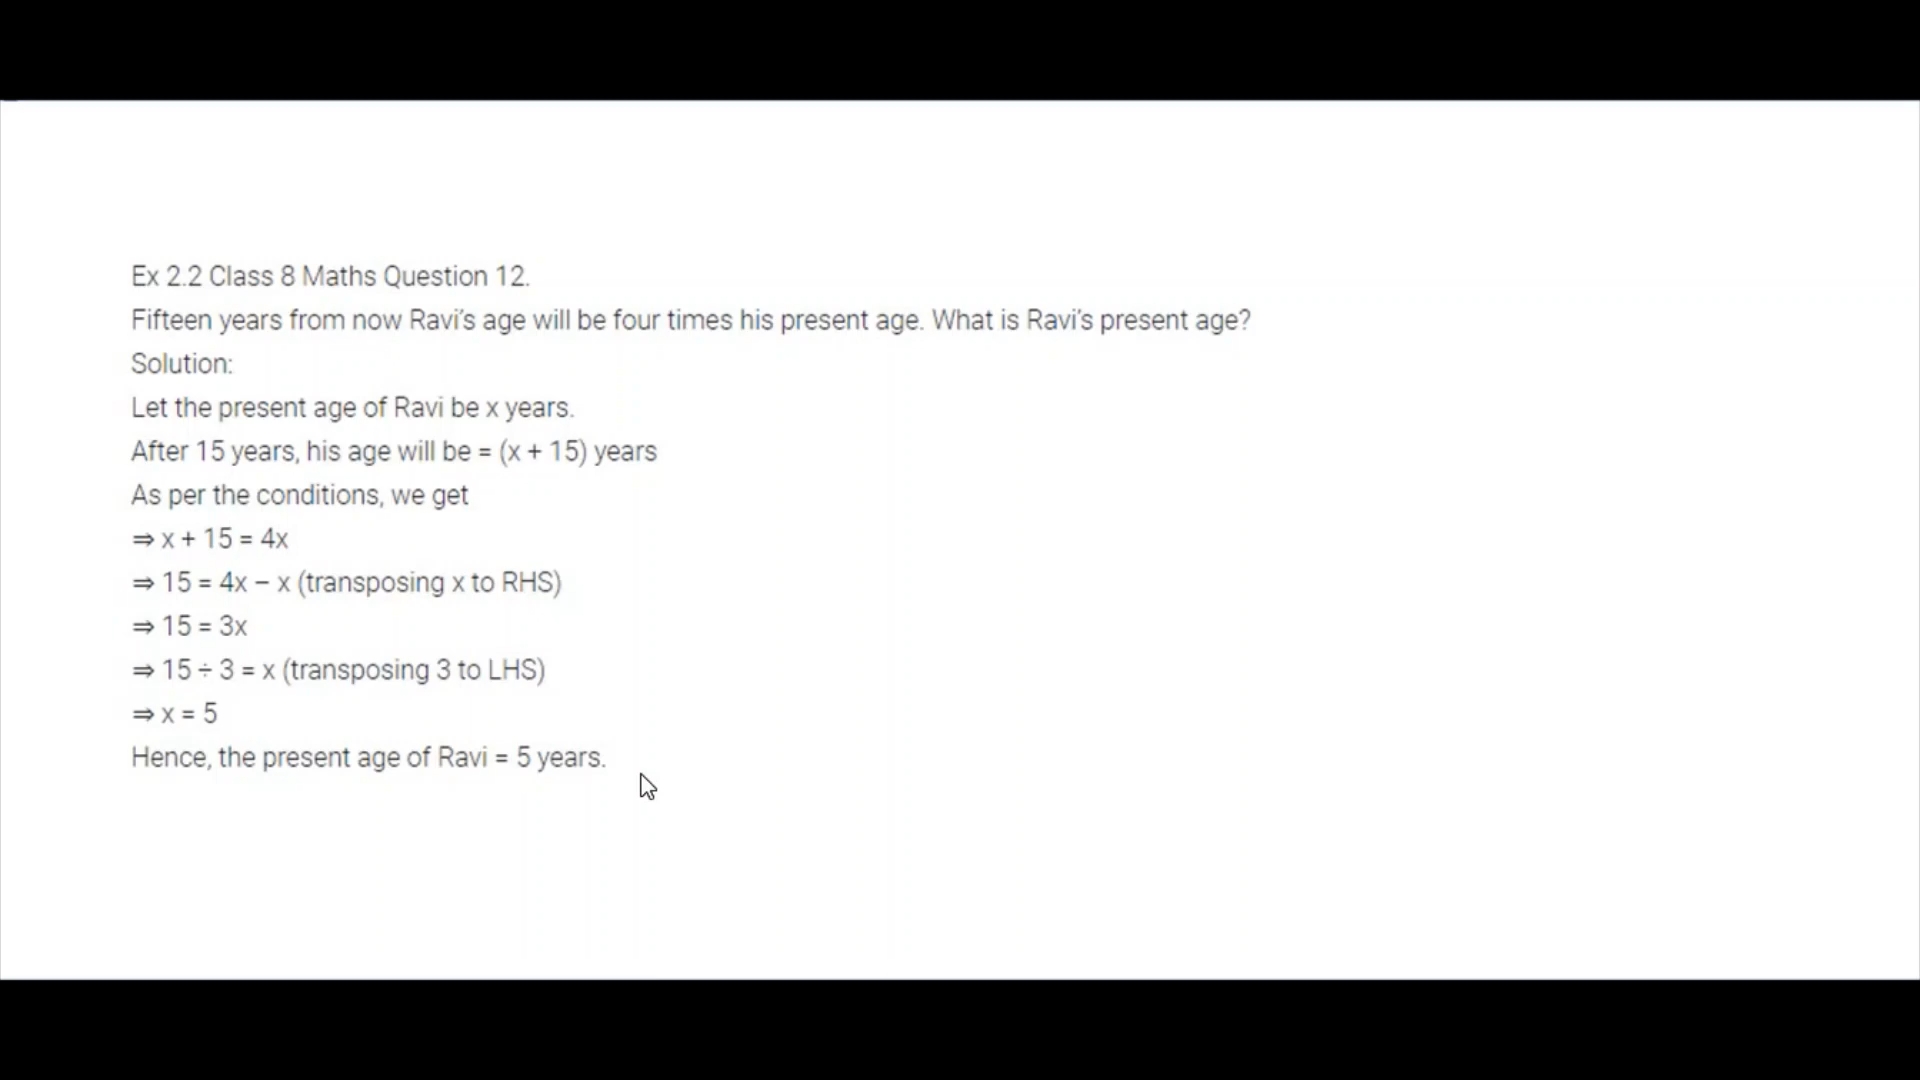 Ex 2.2 Class 8 Maths Question 12.
Fifteen years from now Ravi’s age will be four times his present age. What is Ravi’s present age?
Solution:
Let the present age of Ravi be x years.
After 15 years, his age will be = (x + 15) years
As per the conditions, we get
⇒ x + 15 = 4x
⇒ 15 = 4x – x (transposing x to RHS)
⇒ 15 = 3x
⇒ 15 ÷ 3 = x (transposing 3 to LHS)
⇒ x = 5
Hence, the present age of Ravi = 5 years.